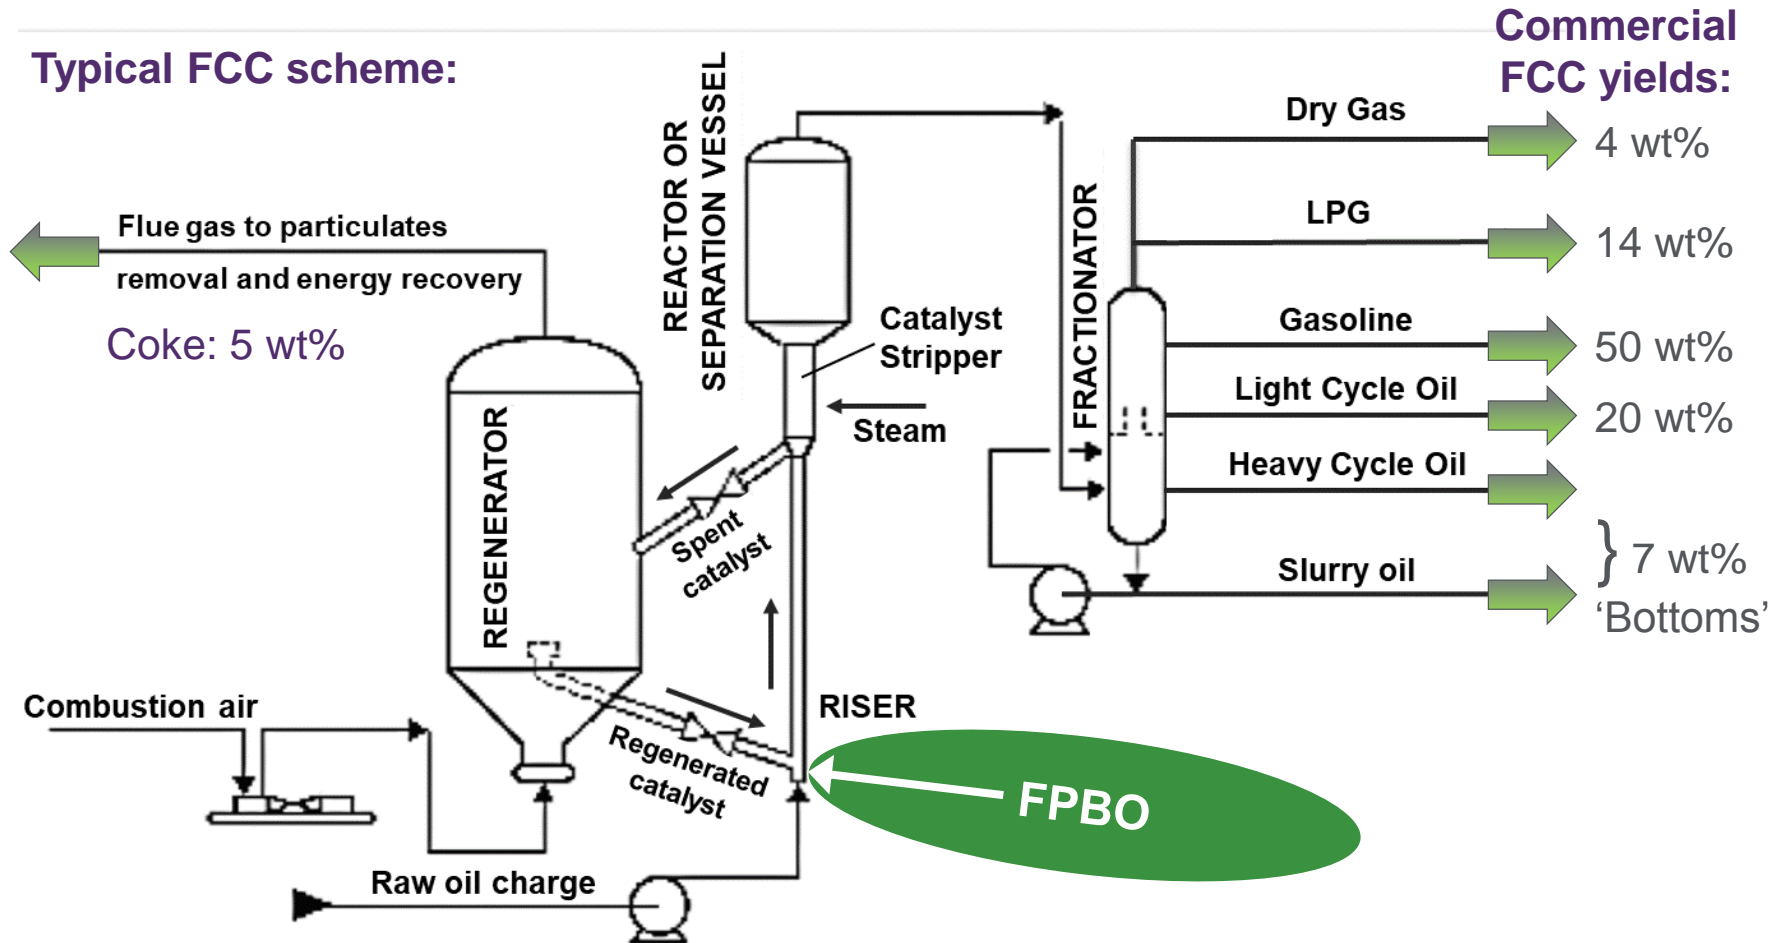 Typical FCC scheme:
Commercial
FCC yields:
REACTOR OR
SEPARATION VESSEL
Dry Gas
4 wt%
LPG
14 wt%
Flue gas to particulates
removal and energy recovery
Coke: 5 wt%
Catalyst
Stripper
Steam
FRACTIONATOR
Gasoline
50 wt%
Light Cycle Oil
20 wt%
Heavy Cycle Oil
} 7 wt%
Slurry oil
‘Bottoms’
REGENERATOR
Spent
catalyst
Combustion air
Regenerated
catalyst
RISER
FPBO
Raw oil charge